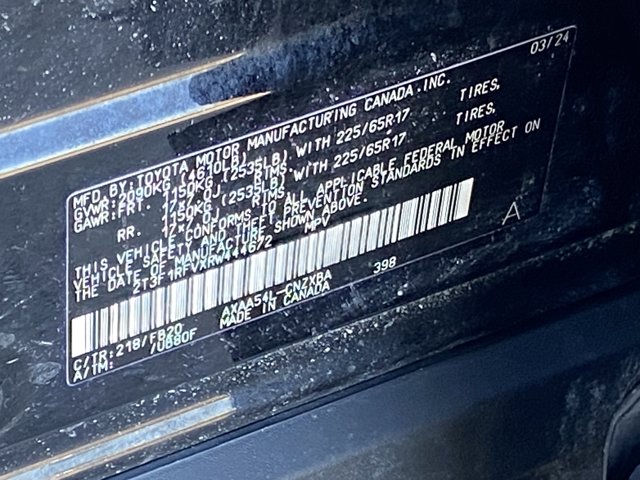 03/24
MFD. BY: TOYOTA MOTOR MANUFACTURING CANADA. INC.
GVWR: 2090KG (4610LB)
GAWR: FRT. 1150KG (2535LB) WITH 225/65R17 TIRES,
17x7.0J RIMS,
RR. 1150KG (2535LB) WITH 225/65R17 TIRES,
17x7.0J RIMS,
THIS VEHICLE CONFORMS TO ALL APPLICABLE FEDERAL MOTOR
VEHICLE SAFETY AND THEFT PREVENTION STANDARDS IN EFFECT ON
THE DATE OF MANUFACTURE SHOWN ABOVE.
2T3F1RFVXRW444672 MPV
A
C/TR: 218/FB20 AXAA54L-CNZXBA 398
A/TM: /UB80F MADE IN CANADA